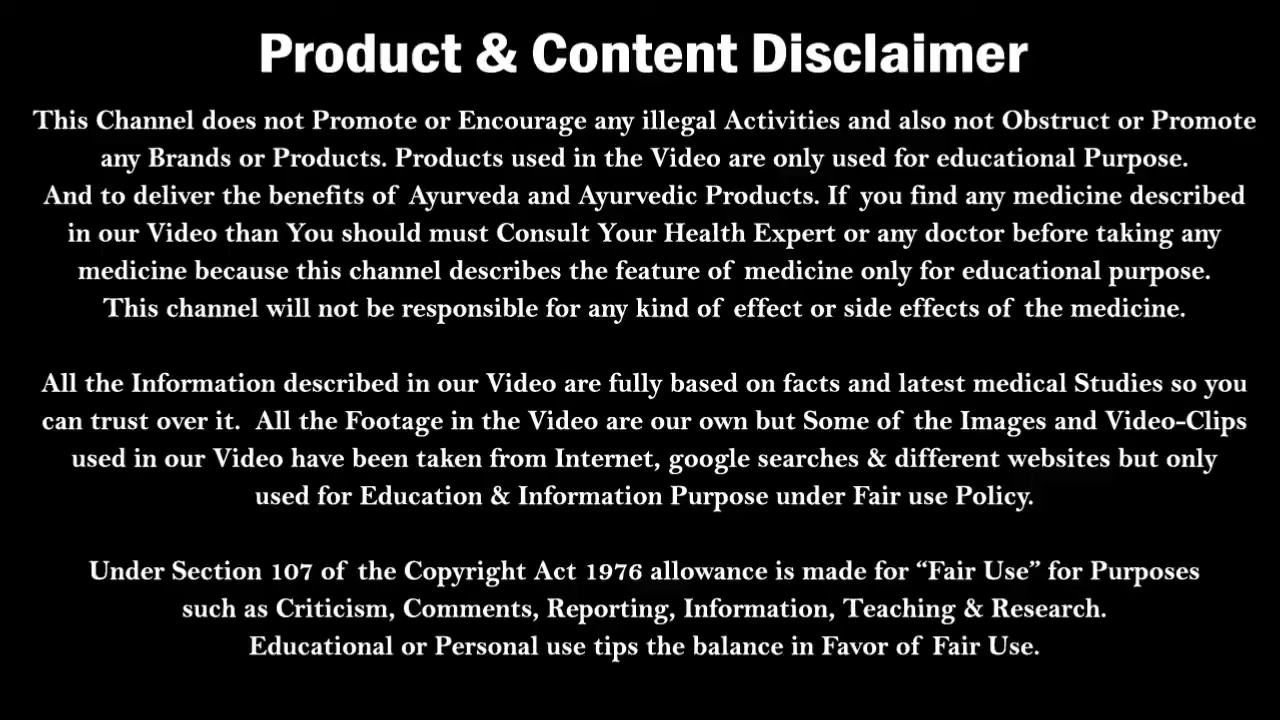 Product & Content Disclaimer
This Channel does not Promote or Encourage any illegal Activities and also not Obstruct or Promote
any Brands or Products. Products used in the Video are only used for educational Purpose.
And to deliver the benefits of Ayurveda and Ayurvedic Products. If you find any medicine described
in our Video than You should must Consult Your Health Expert or any doctor before taking any
medicine because this channel describes the feature of medicine only for educational purpose.
This channel will not be responsible for any kind of effect or side effects of the medicine.
All the Information described in our Video are fully based on facts and latest medical Studies so you
can trust over it. All the Footage in the Video are our own but Some of the Images and Video-Clips
used in our Video have been taken from Internet, google searches & different websites but only
used for Education & Information Purpose under Fair use Policy.
Under Section 107 of the Copyright Act 1976 allowance is made for “Fair Use” for Purposes
such as Criticism, Comments, Reporting, Information, Teaching & Research.
Educational or Personal use tips the balance in Favor of Fair Use.